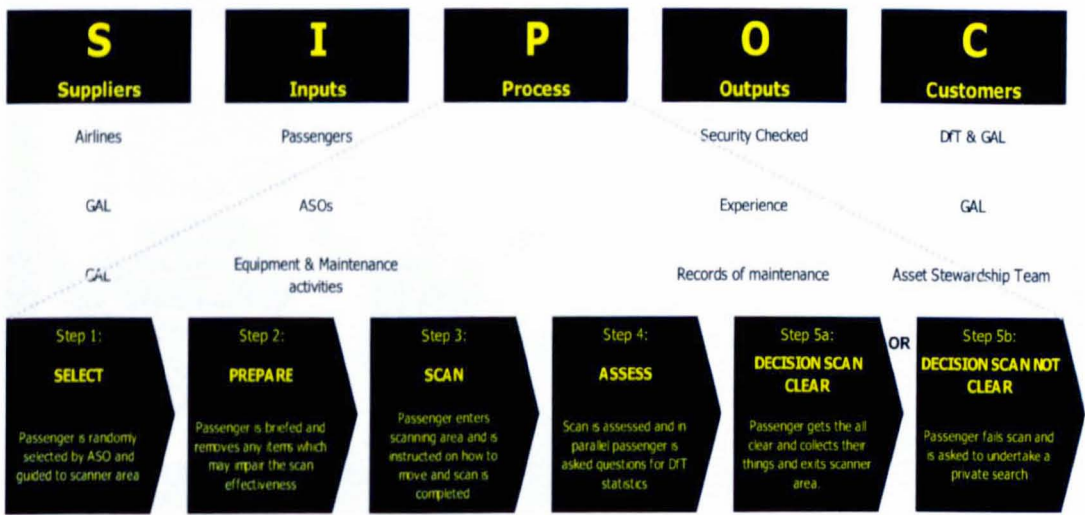 S
Suppliers
I
Inputs
P
Process
O
Outputs
C
Customers
Airlines
Passengers
Security Checked
DfT & GAL
GAL
ASOs
Experience
GAL
GAL
Equipment & Maintenance
activities
Records of maintenance
Asset Stewardship Team
Step 1:
SELECT
Passenger is randomly
selected by ASO and
guided to scanner area
Step 2:
PREPARE
Passenger is briefed and
removes any items which
may impair the scan
effectiveness
Step 3:
SCAN
Passenger enters
scanning area and is
instructed on how to
move and scan is
completed
Step 4:
ASSESS
Scan is assessed and in
parallel passenger is
asked questions for DfT
statistics
Step 5a:
DECISION SCAN
CLEAR
Passenger gets the all
clear and collects their
things and exits scanner
area.
OR
Step 5b:
DECISION SCAN NOT
CLEAR
Passenger fails scan and
is asked to undertake a
private search